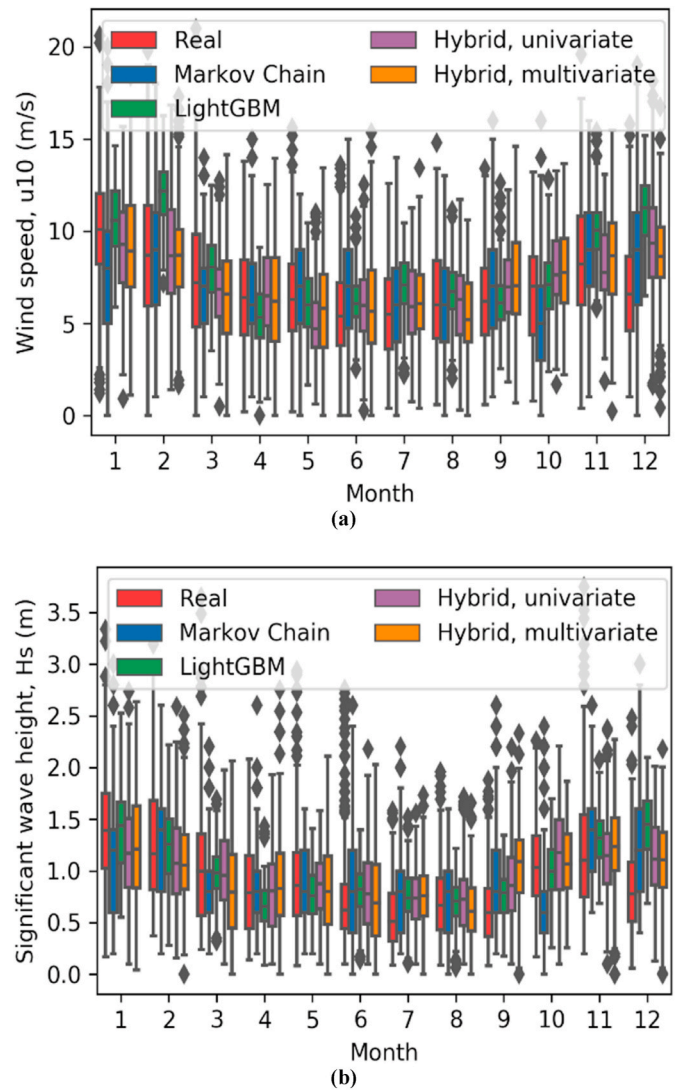 Real
Hybrid, univariate
Markov Chain
Hybrid, multivariate
LightGBM
Wind speed, u10 (m/s)
20
15
10
5
0
1 2 3 4 5 6 7 8 9 10 11 12
Month
(a)
Real
Hybrid, univariate
Markov Chain
Hybrid, multivariate
LightGBM
Significant wave height, Hs (m)
3.5
3.0
2.5
2.0
1.5
1.0
0.5
0.0
1 2 3 4 5 6 7 8 9 10 11 12
Month
(b)